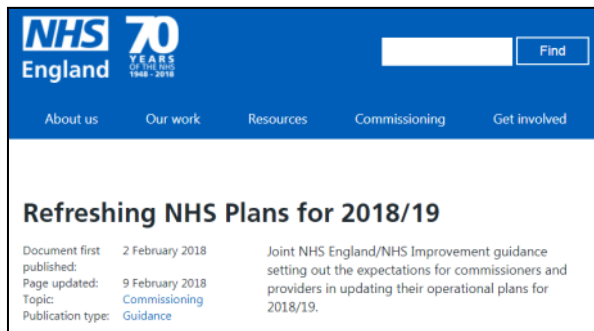 NHS
England
70
YEARS
OF THE NHS
1948 - 2018
Find
About us Our work Resources Commissioning Get involved
Refreshing NHS Plans for 2018/19
Document first published: 2 February 2018
Page updated: 9 February 2018
Topic: Commissioning
Publication type: Guidance
Joint NHS England/NHS Improvement guidance
setting out the expectations for commissioners and
providers in updating their operational plans for
2018/19.